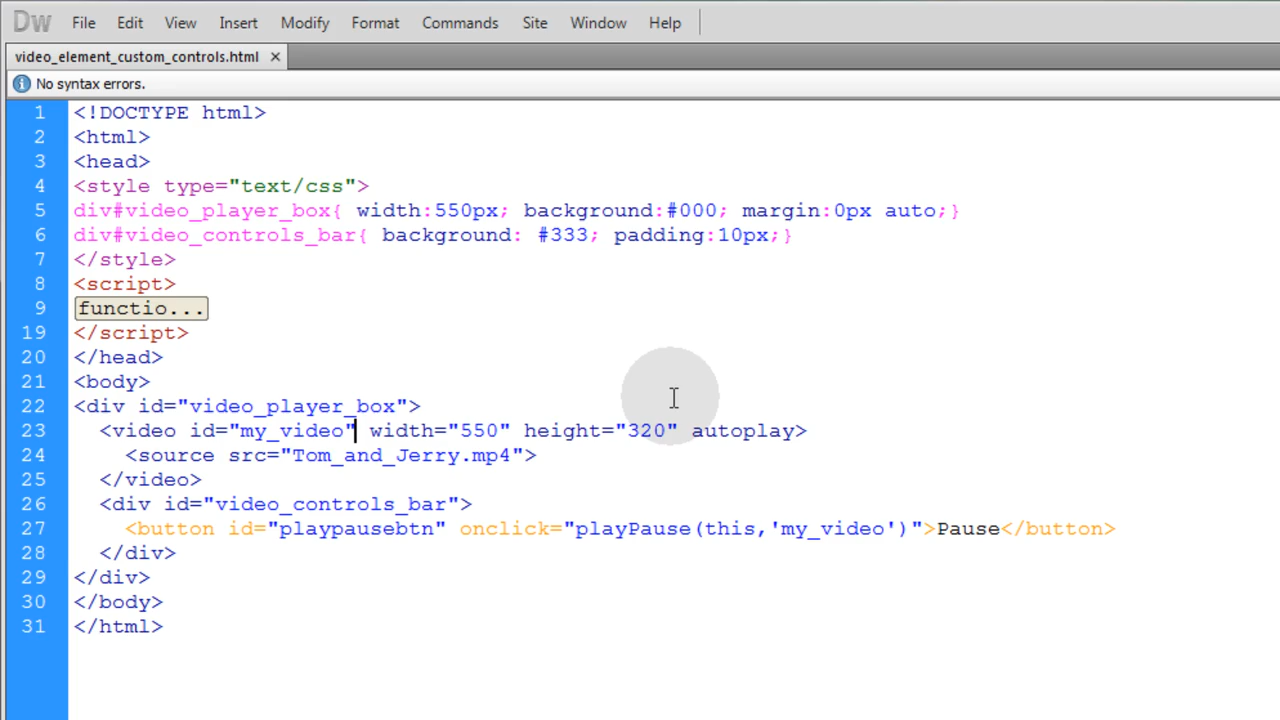 Dw File Edit View Insert Modify Format Commands Site Window Help
video_element_custom_controls.html ×
No syntax errors.
1 <!DOCTYPE html>
2 <html>
3 <head>
4 <style type="text/css">
5 div#video_player_box{ width:550px; background:#000; margin:0px auto;}
6 div#video_controls_bar{ background: #333; padding:10px;}
7 </style>
8 <script>
9 functio...
19 </script>
20 </head>
21 <body>
22 <div id="video_player_box">
23 <video id="my_video" width="550" height="320" autoplay>
24 <source src="Tom_and_Jerry.mp4">
25 </video>
26 <div id="video_controls_bar">
27 <button id="playpausebtn" onclick="playPause(this,'my_video')">Pause</button>
28 </div>
29 </div>
30 </body>
31 </html>